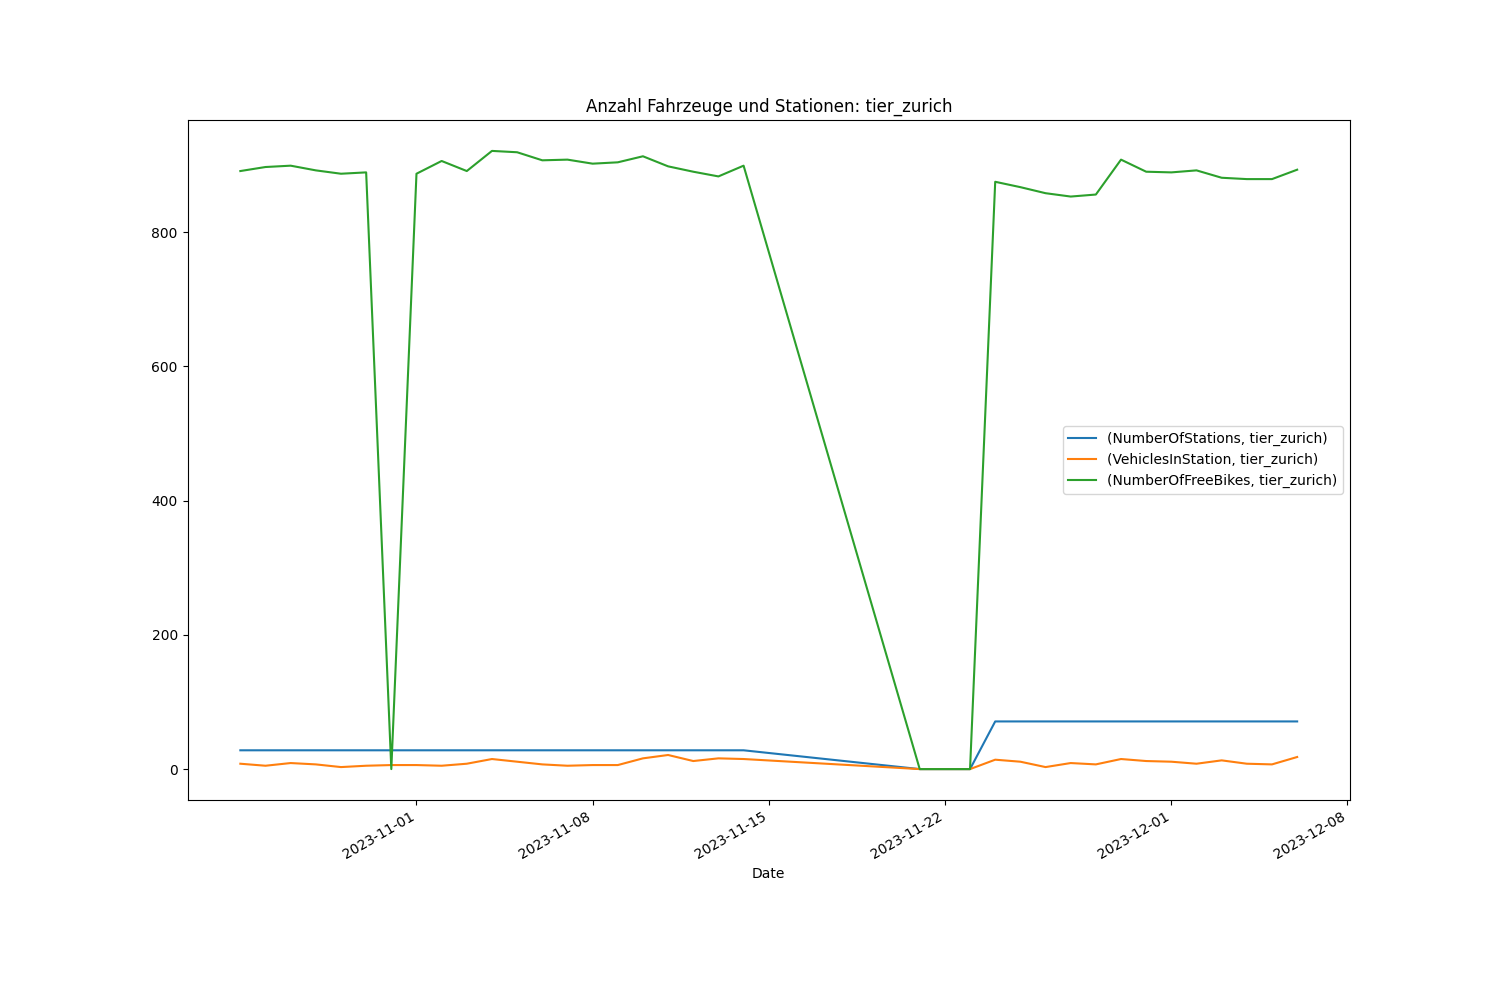 Anzahl Fahrzeuge und Stationen: tier_zurich
800
600
400
200
0
(NumberOfStations, tier_zurich)
(VehiclesInStation, tier_zurich)
(NumberOfFreeBikes, tier_zurich)
2023-11-01
2023-11-08
2023-11-15
2023-11-22
2023-12-01
2023-12-08
Date